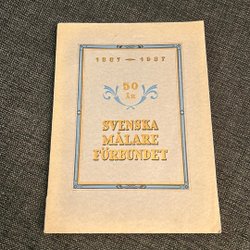 1887 — 1937
50
år
SVENSKA
MÅLARE
FÖRBUNDET